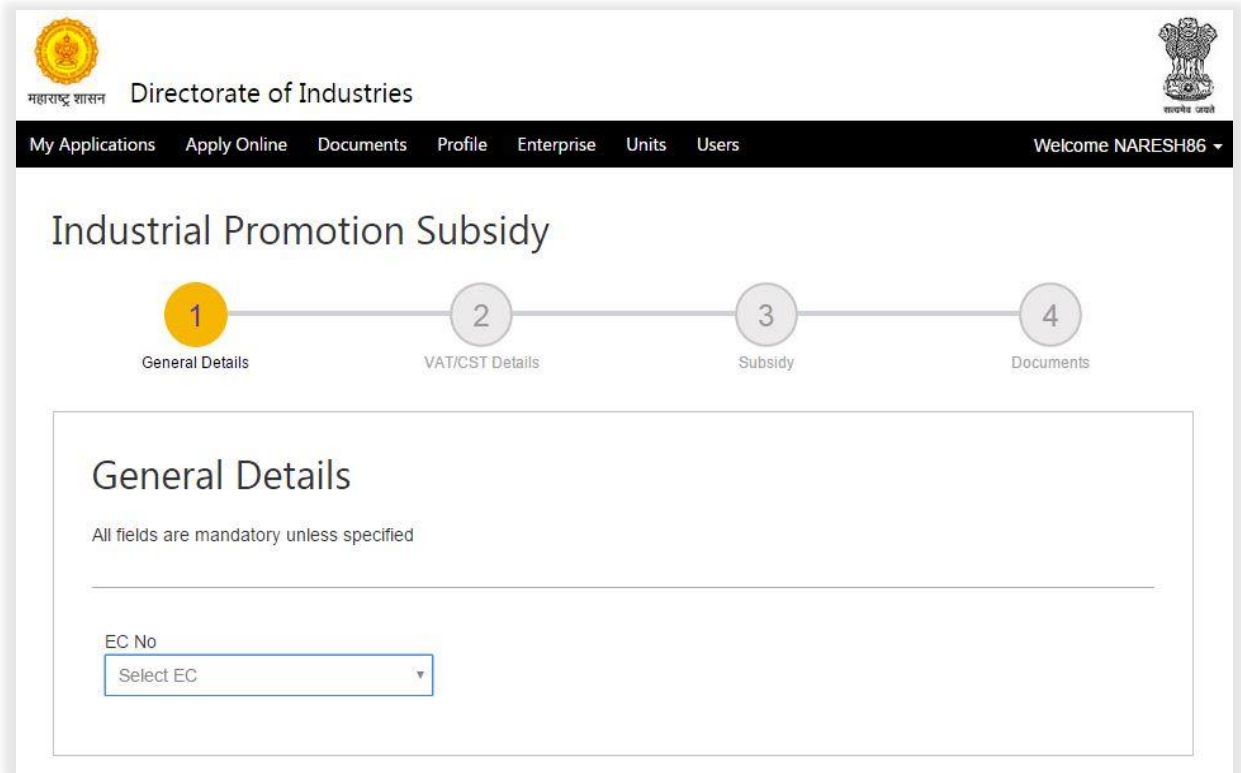 महाराष्ट्र शासन
Directorate of Industries
सत्यमेव जयते
My Applications Apply Online Documents Profile Enterprise Units Users Welcome NARESH86
Industrial Promotion Subsidy
1 2 3 4
General Details VAT/CST Details Subsidy Documents
General Details
All fields are mandatory unless specified
EC No
Select EC